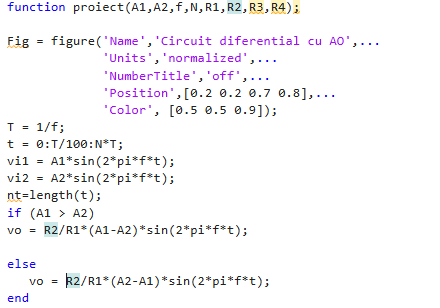 function proiect(A1,A2,f,N,R1,R2,R3,R4);
Fig = figure('Name','Circuit diferential cu AO',...
'Units','normalized',...
'NumberTitle','off',...
'Position',[0.2 0.2 0.7 0.8],...
'Color', [0.5 0.5 0.9]);
T = 1/f;
t = 0:T/100:N*T;
vi1 = A1*sin(2*pi*f*t);
vi2 = A2*sin(2*pi*f*t);
nt=length(t);
if (A1 > A2)
vo = R2/R1*(A1-A2)*sin(2*pi*f*t);
else
vo = R2/R1*(A2-A1)*sin(2*pi*f*t);
end